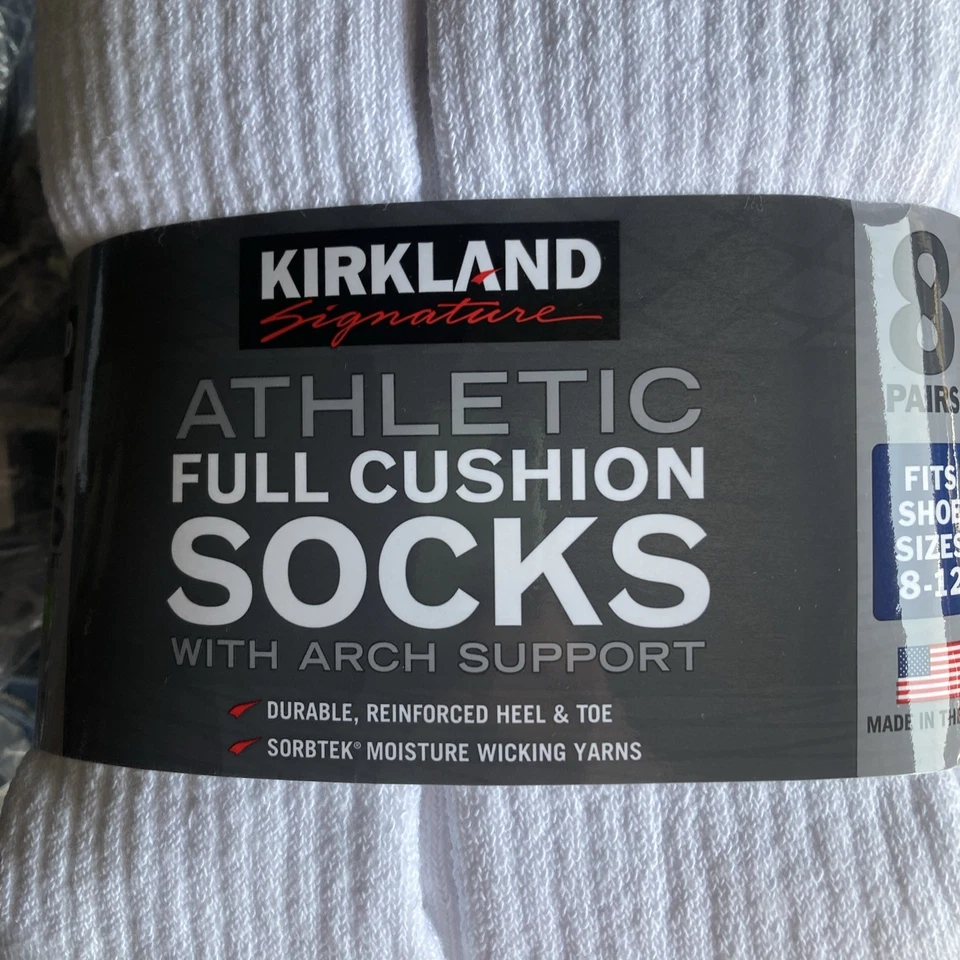 KIRKLAND
Signature
ATHLETIC
FULL CUSHION
SOCKS
WITH ARCH SUPPORT
DURABLE, REINFORCED HEEL & TOE
SORBTEK® MOISTURE WICKING YARNS
8
PAIRS
FITS
SHOE
SIZES
8-12
MADE IN THE